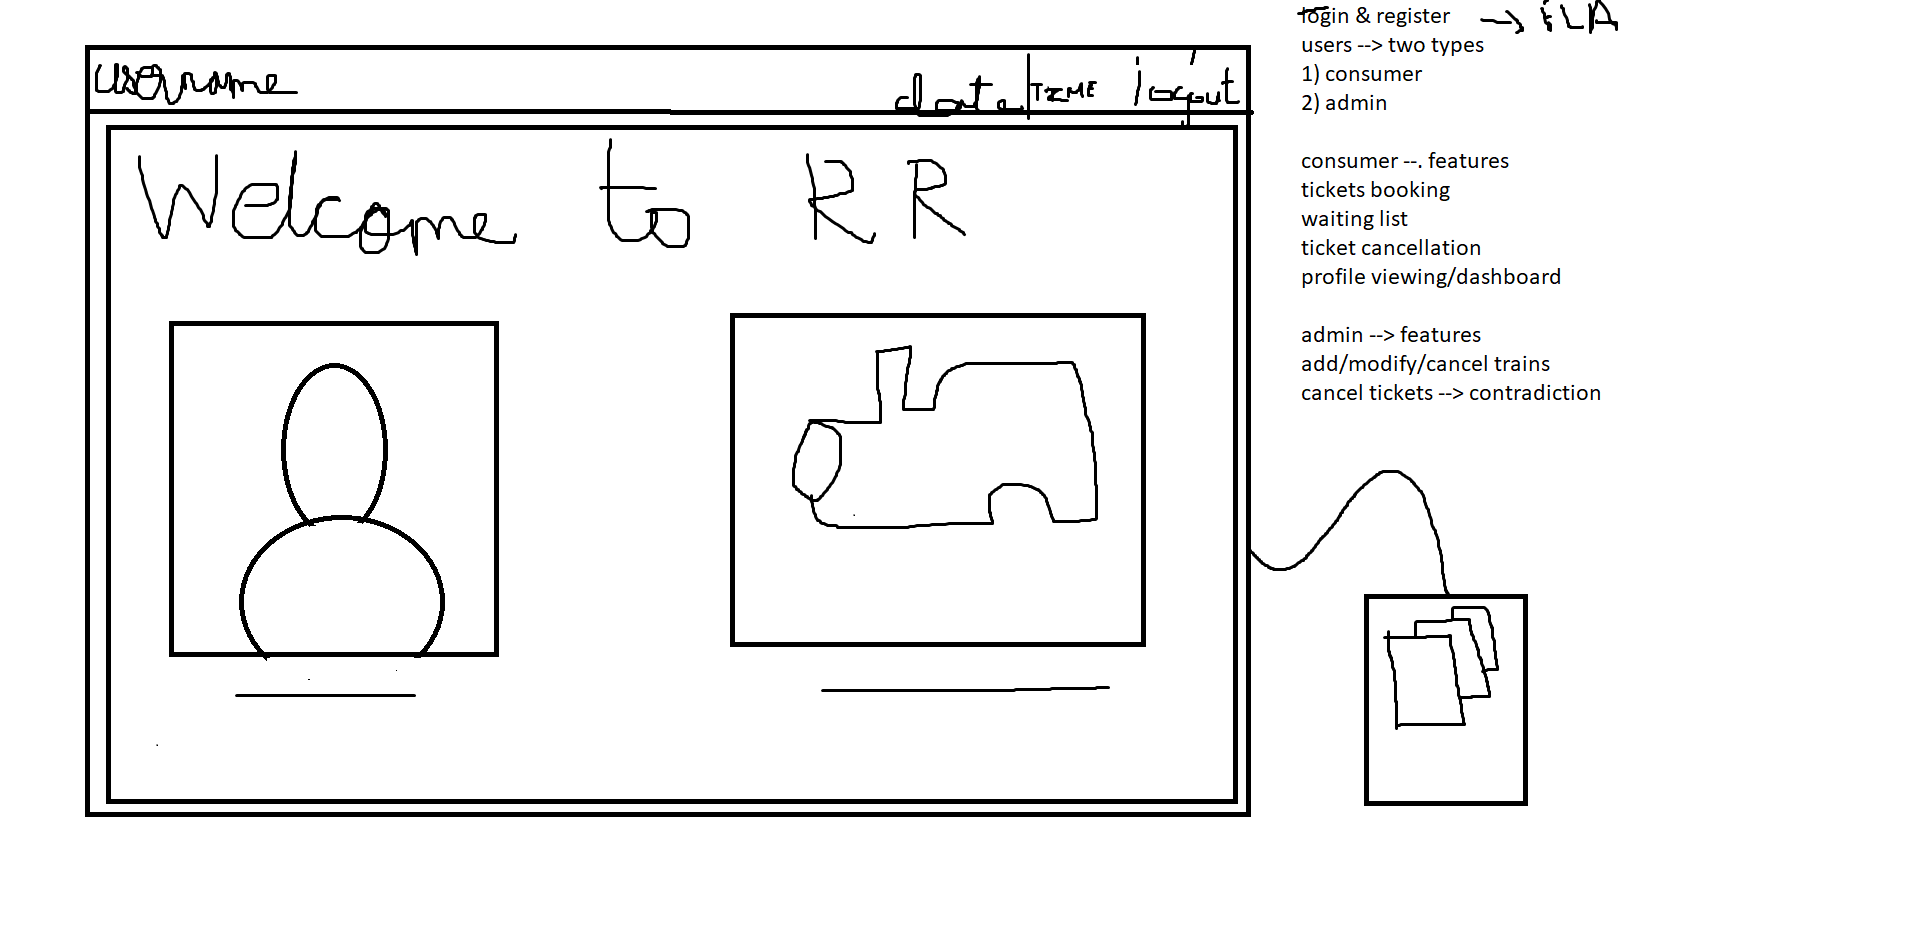 username
date TIME logout
Welcome to RR
login & register →
users --> two types
1) consumer
2) admin
consumer --. features
tickets booking
waiting list
ticket cancellation
profile viewing/dashboard
admin --> features
add/modify/cancel trains
cancel tickets --> contradiction